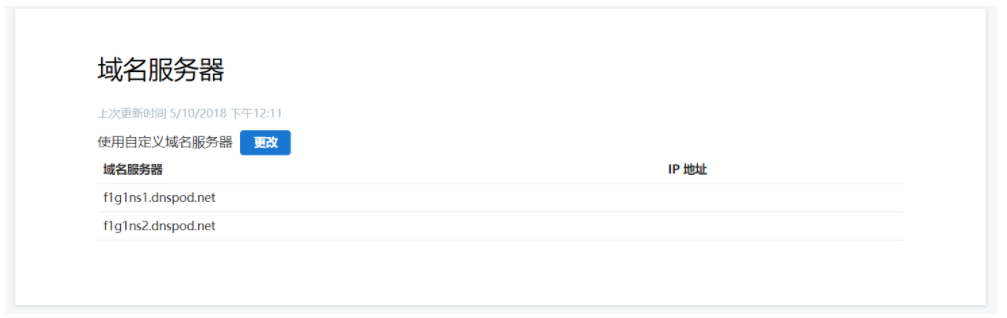 域名服务器
上次更新时间 5/10/2018 下午12:11
使用自定义域名服务器 更改
域名服务器 IP 地址
f1g1ns1.dnspod.net
f1g1ns2.dnspod.net